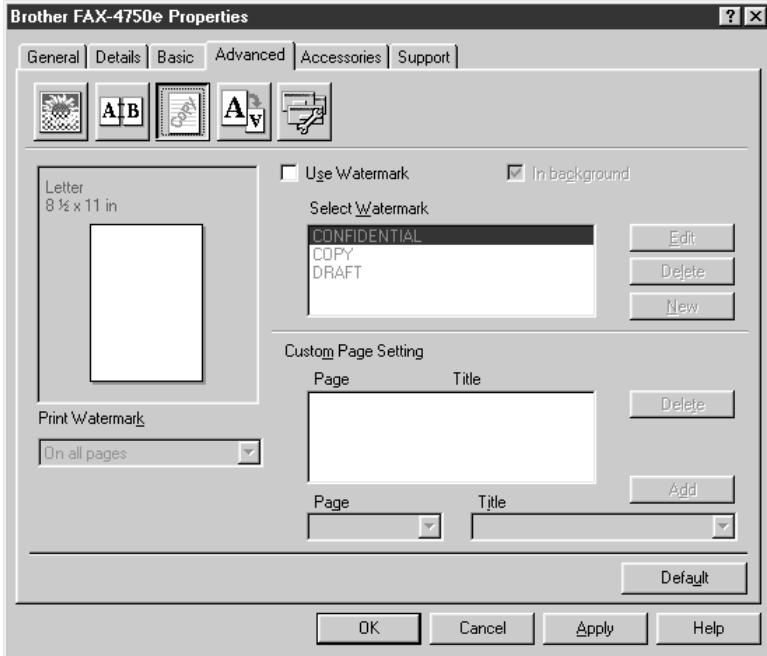 Brother FAX-4750e Properties
General Details Basic Advanced Accessories Support
A B COPY A A
Letter
8 ½ x 11 in
Use Watermark In background
Select Watermark
CONFIDENTIAL
COPY
DRAFT
Edit
Delete
New
Custom Page Setting
Page Title
Delete
Print Watermark
On all pages
Add
Page Title
Default
OK Cancel Apply Help